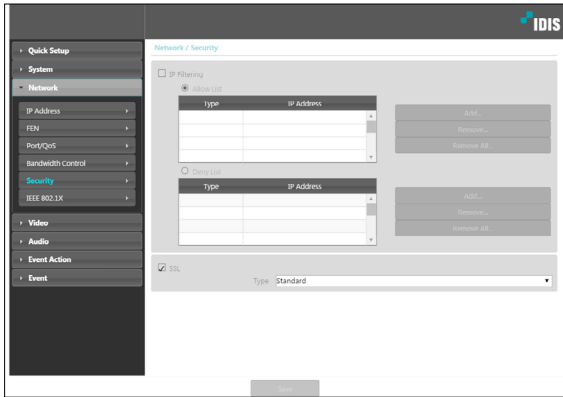 IDIS
Quick Setup
System
Network
IP Address
FEN
Port/QoS
Bandwidth Control
Security
IEEE 802.1X
Video
Audio
Event Action
Event
Network / Security
IP Filtering
Allow List
Type IP Address
Add...
Remove...
Remove All...
Deny List
Type IP Address
Add...
Remove...
Remove All...
SSL
Type Standard
Save